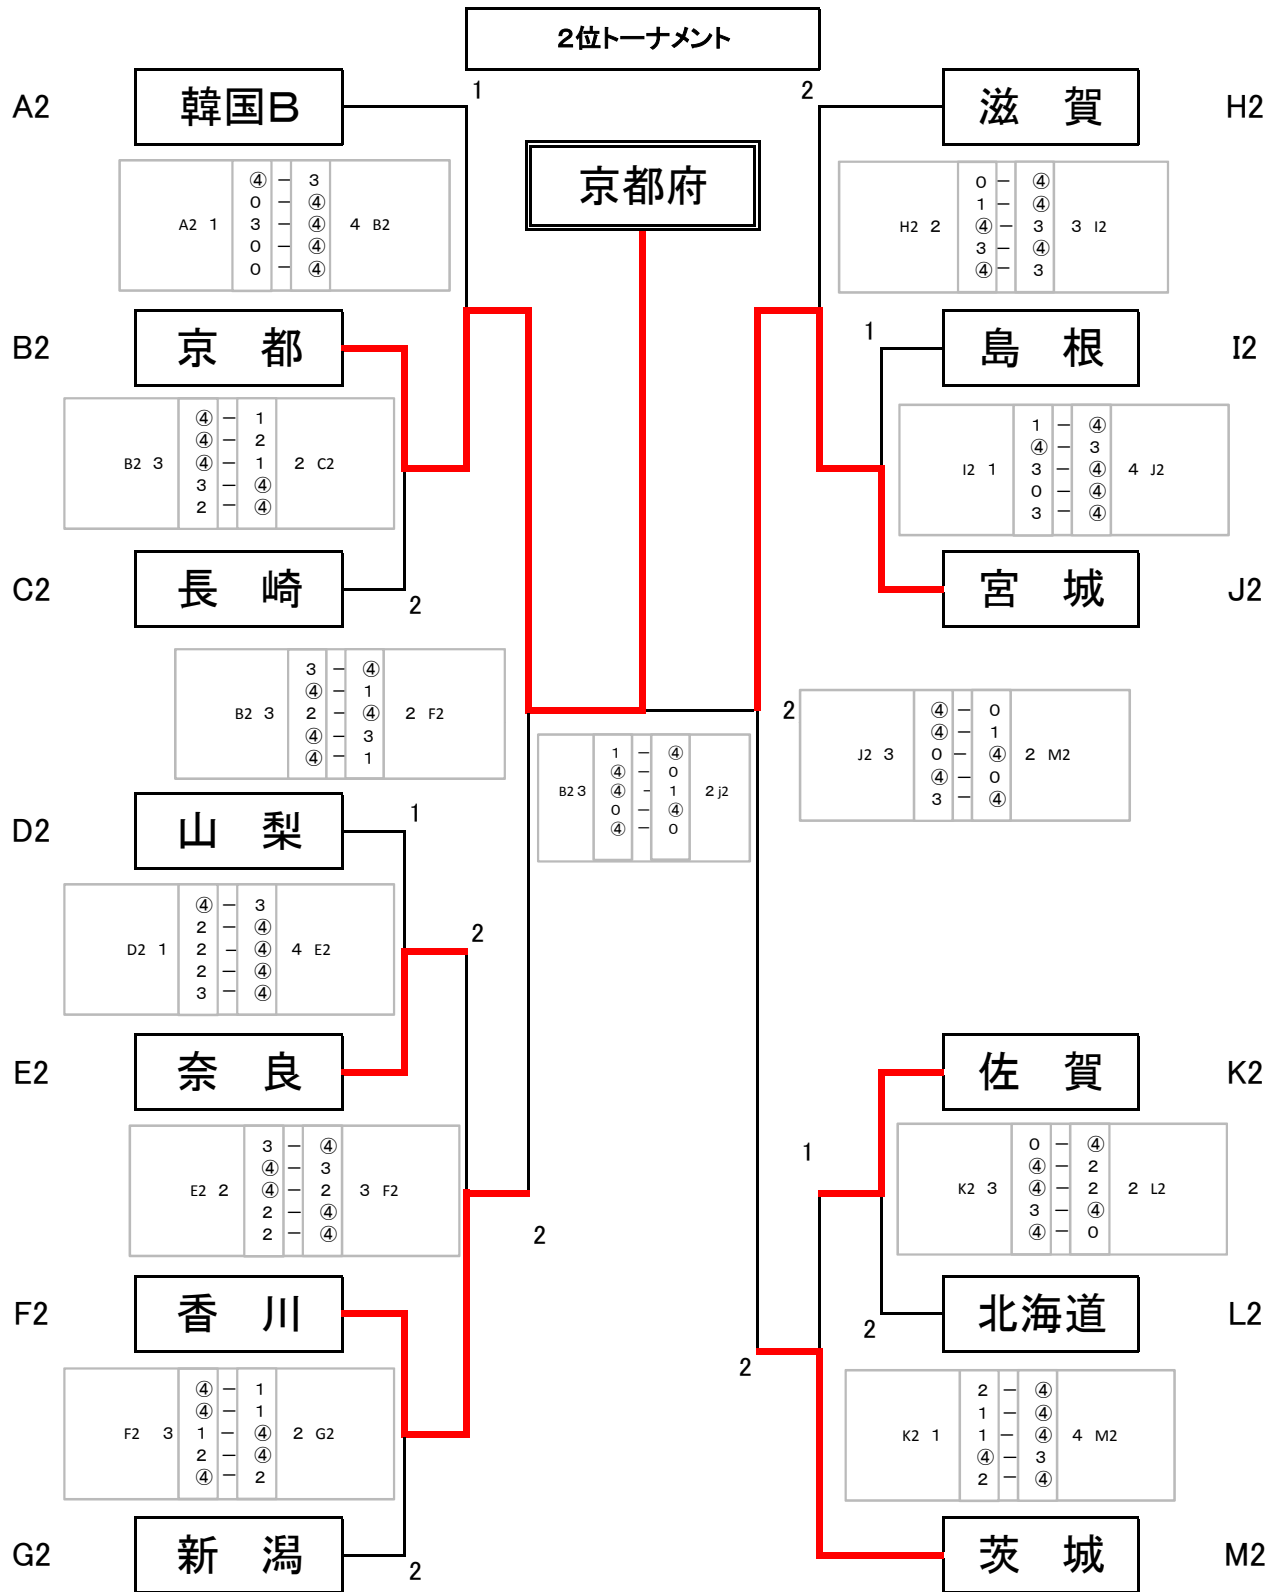 2位トーナメント
A2
韓国B
1
2
滋 賀
H2
京都府
A2 1
④ － 3
0 － ④
3 － ④
0 － ④
0 － ④
4 B2
H2 2
0 － ④
1 － ④
④ － 3
3 － ④
④ － 3
3 I2
B2
京 都
1
島 根
I2
B2 3
④ － 1
④ － 2
④ － 1
3 － ④
2 － ④
2 C2
I2 1
1 － ④
④ － 3
3 － ④
0 － ④
3 － ④
4 J2
C2
長 崎
2
宮 城
J2
B2 3
3 － ④
④ － 1
2 － ④
④ － 3
④ － 1
2 F2
2
J2 3
④ － 0
④ － 1
0 － ④
④ － 0
3 － ④
2 M2
B2 3
1 － ④
④ － 0
④ - 1
0 － ④
④ － 0
2 j2
D2
山 梨
1
D2 1
④ － 3
2 － ④
2 - ④
2 － ④
3 － ④
4 E2
2
E2
奈 良
佐 賀
K2
E2 2
3 － ④
④ － 3
④ － 2
2 － ④
2 － ④
3 F2
2
1
K2 3
0 － ④
④ － 2
④ － 2
3 － ④
④ － 0
2 L2
F2
香 川
2
2
北海道
L2
F2 3
④ － 1
④ － 1
1 － ④
2 － ④
④ － 2
2 G2
K2 1
2 － ④
1 － ④
1 － ④
④ － 3
2 － ④
4 M2
G2
新 潟
2
茨 城
M2